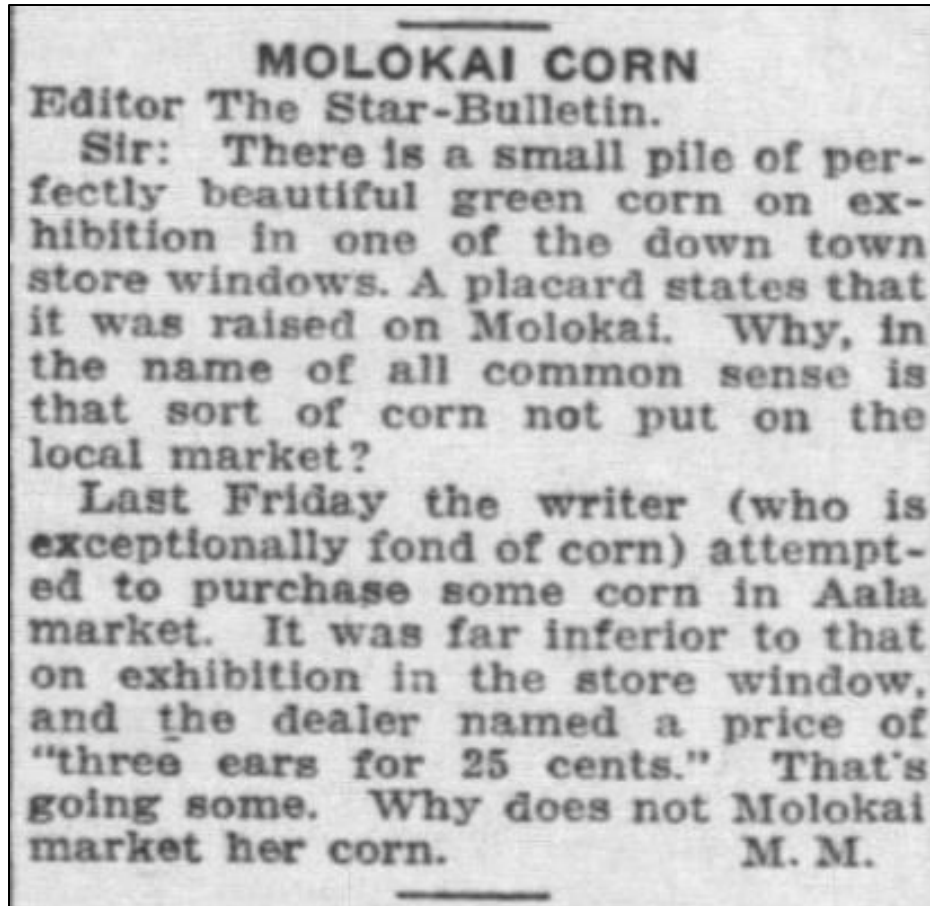 MOLOKAI CORN
Editor The Star-Bulletin.
Sir: There is a small pile of per-
fectly beautiful green corn on ex-
hibition in one of the down town
store windows. A placard states that
it was raised on Molokai. Why, in
the name of all common sense is
that sort of corn not put on the
local market?
Last Friday the writer (who is
exceptionally fond of corn) attempt-
ed to purchase some corn in Aala
market. It was far inferior to that
on exhibition in the store window,
and the dealer named a price of
"three ears for 25 cents." That's
going some. Why does not Molokai
market her corn. M. M.